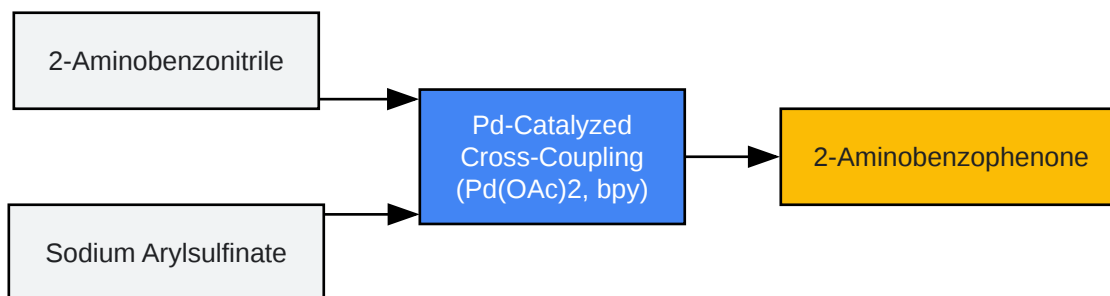 2-Aminobenzonitrile
Sodium Arylsulfinate
Pd-Catalyzed
Cross-Coupling
(Pd(OAc)2, bpy)
2-Aminobenzophenone